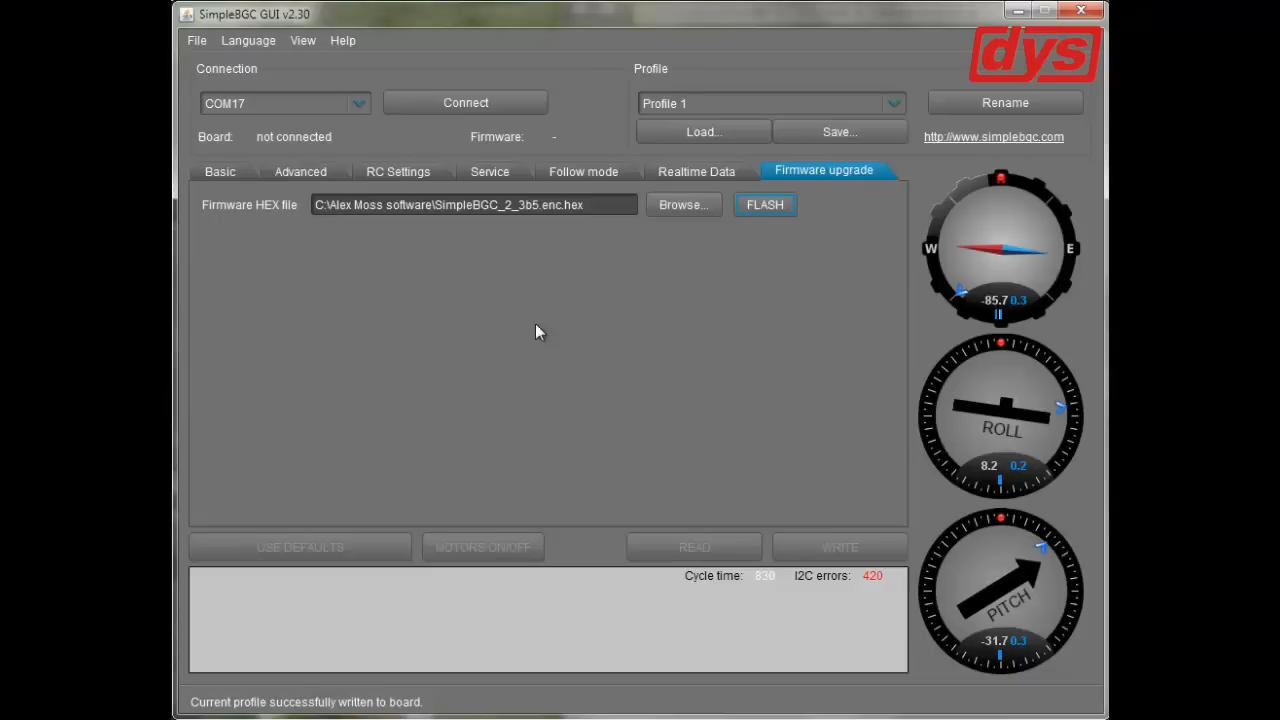 SimpleBGC GUI v2.30
File Language View Help
dys
Connection
Profile
COM17
Connect
Profile 1
Rename
Board: not connected Firmware: -
Load... Save...
http://www.simplebgc.com
Basic Advanced RC Settings Service Follow mode Realtime Data Firmware upgrade
Firmware HEX file C:\Alex Moss software\SimpleBGC_2_3b5.enc.hex Browse... FLASH
W E
-85.7 0.3
ROLL
8.2 0.2
USE DEFAULTS MOTORS ON/OFF READ WRITE
Cycle time: 830 I2C errors: 420
PITCH
-31.7 0.3
Current profile successfully written to board.